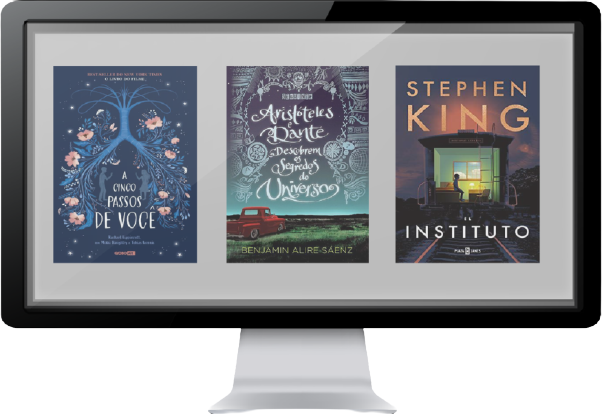 A
CINCO
PASSOS
DE VOCÊ
Aristóteles
e
Dante
Descobrem
os
Segredos
do
Universo
BENJAMIN ALIRE SÁENZ
STEPHEN
KING
EL
INSTITUTO